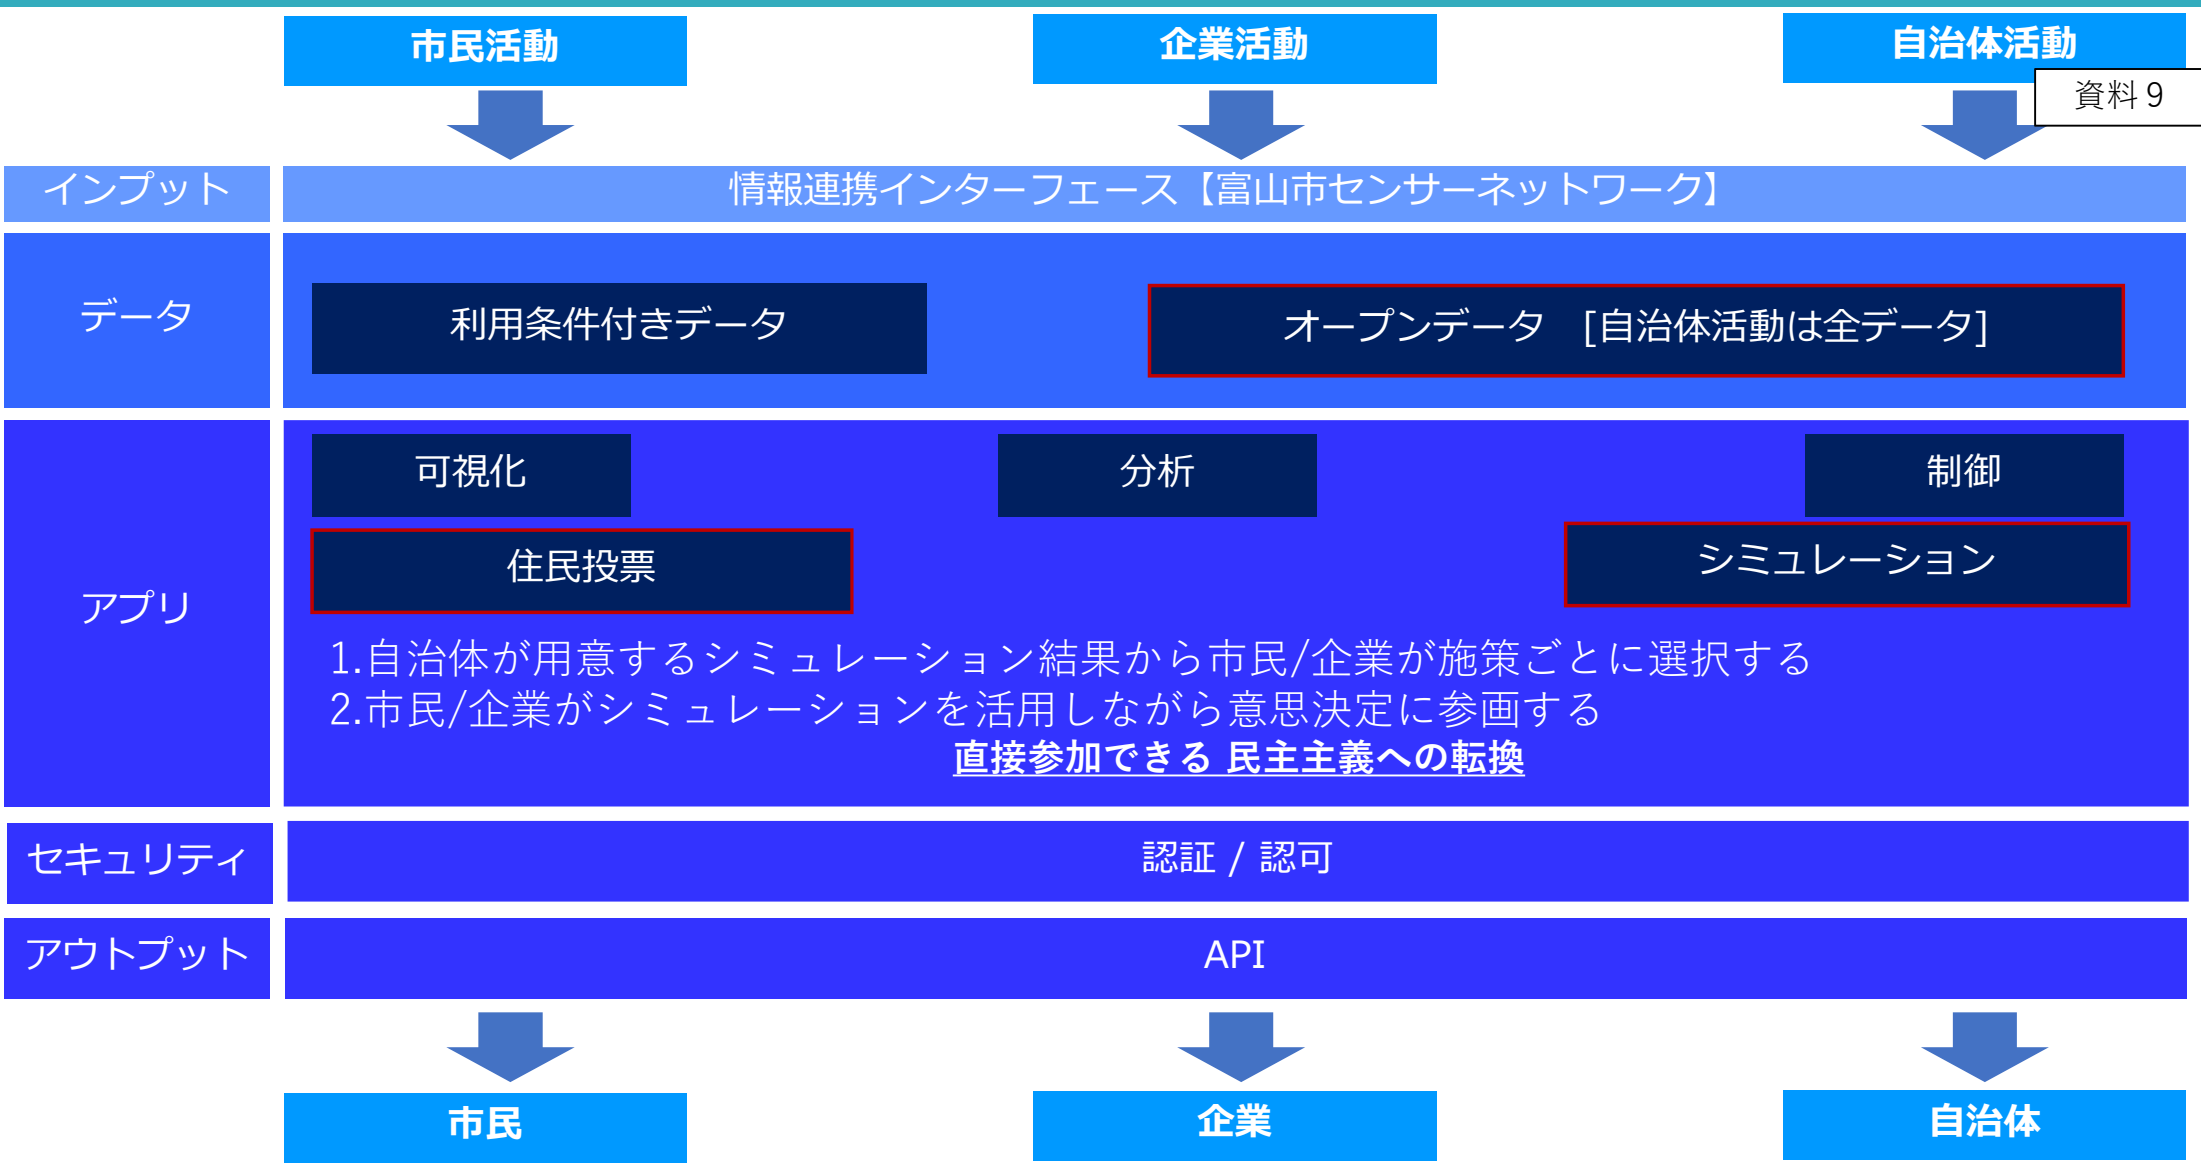 市民活動
企業活動
自治体活動
資料９
インプット
情報連携インターフェース【富山市センサーネットワーク】
データ
利用条件付きデータ
オープンデータ　[自治体活動は全データ]
アプリ
可視化
分析
制御
住民投票
シミュレーション
1.自治体が用意するシミュレーション結果から市民/企業が施策ごとに選択する
2.市民/企業がシミュレーションを活用しながら意思決定に参画する
直接参加できる 民主主義への転換
セキュリティ
認証 / 認可
アウトプット
API
市民
企業
自治体